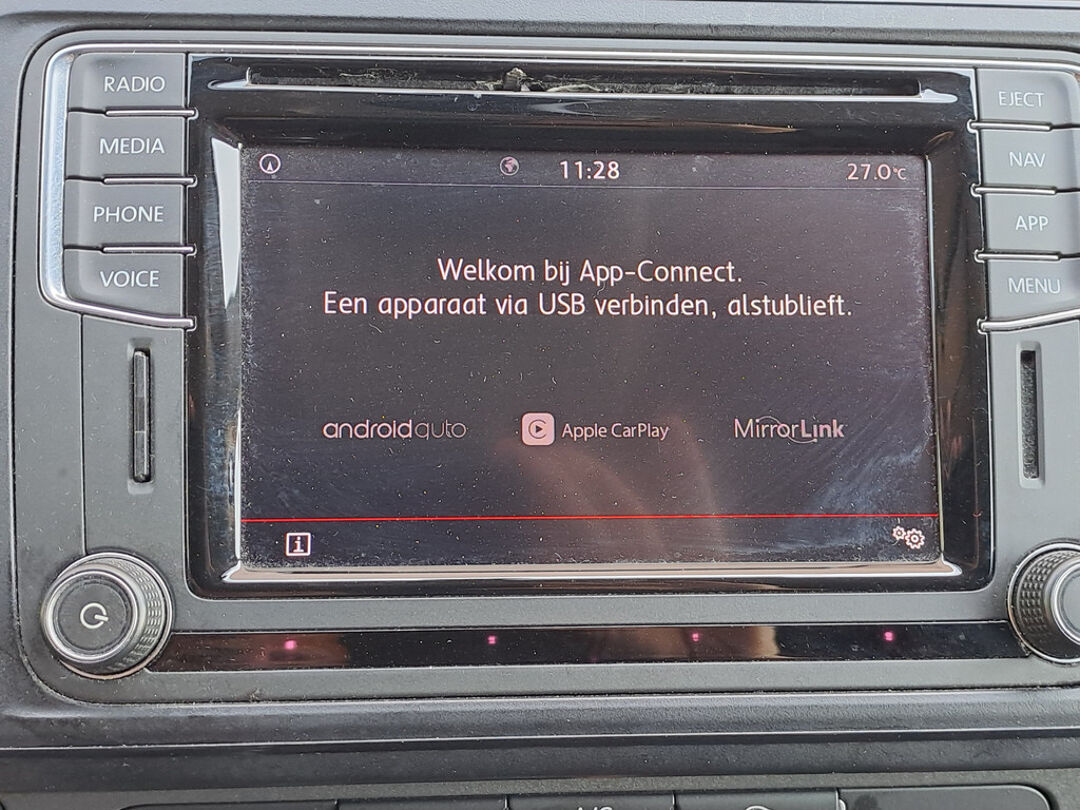 RADIO
MEDIA
PHONE
VOICE
EJECT
NAV
APP
MENU
11:28
27.0°C
Welkom bij App-Connect.
Een apparaat via USB verbinden, alstublieft.
androidauto
Apple CarPlay
MirrorLink
i